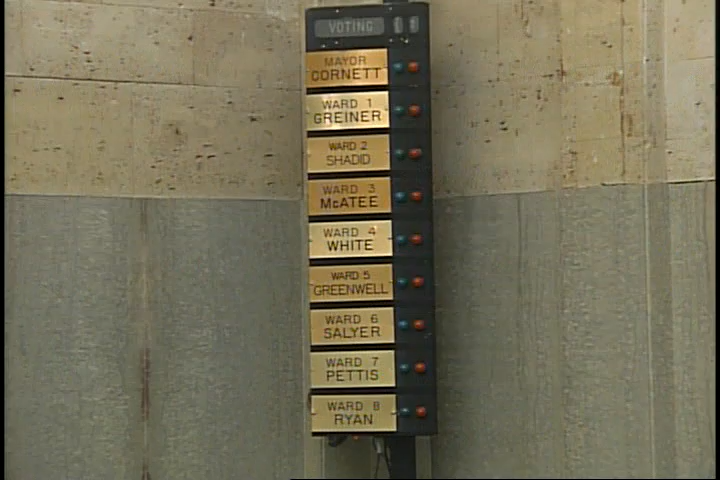 VOTING
MAYOR
CORNETT
WARD 1
GREINER
WARD 2
SHADID
WARD 3
McATEE
WARD 4
WHITE
WARD 5
GREENWELL
WARD 6
SALYER
WARD 7
PETTIS
WARD 8
RYAN